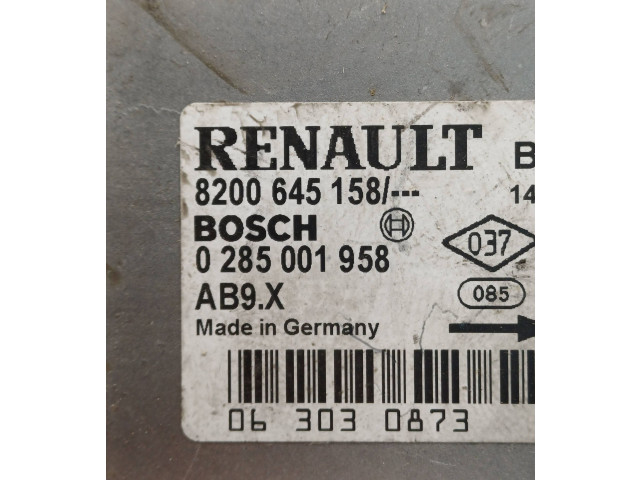 RENAULT B
8200 645 158/--- 14
BOSCH 037
0 285 001 958
AB9.X 085
Made in Germany
06 303 0873